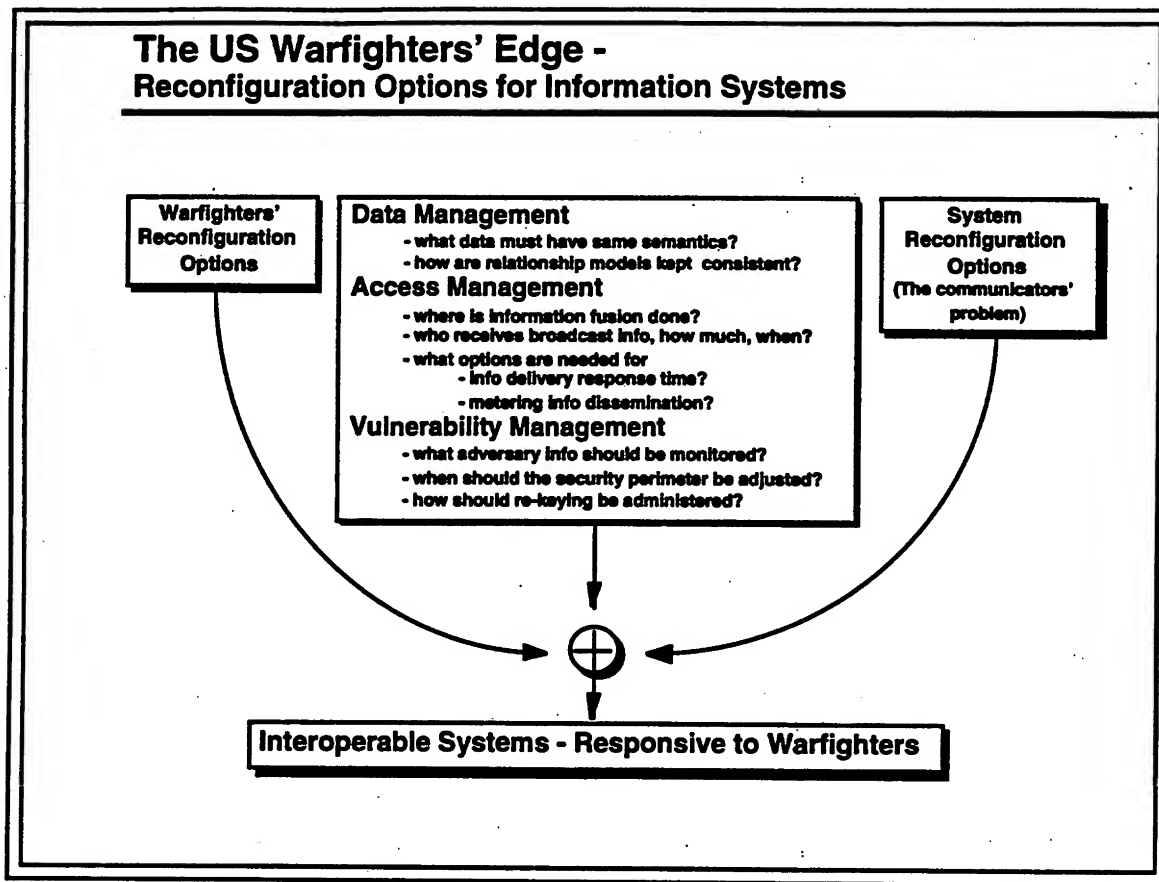 The US Warfighters' Edge -
Reconfiguration Options for Information Systems
Warfighters'
Reconfiguration
Options
Data Management
- what data must have same semantics?
- how are relationship models kept consistent?
Access Management
- where is information fusion done?
- who receives broadcast info, how much, when?
- what options are needed for
- info delivery response time?
- metering info dissemination?
Vulnerability Management
- what adversary info should be monitored?
- when should the security perimeter be adjusted?
- how should re-keying be administered?
System
Reconfiguration
Options
(The communicators'
problem)
Interoperable Systems - Responsive to Warfighters